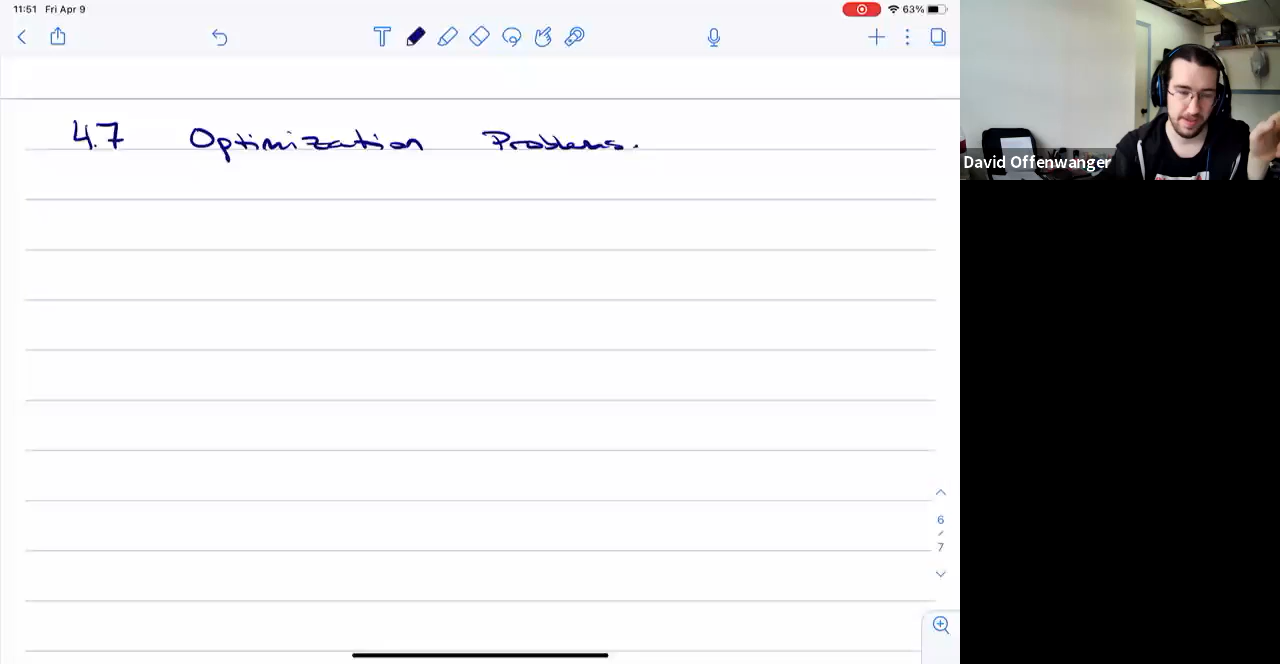 11:51 Fri Apr 9
63%
4.7 Optimization Problems.
David Offenwanger
6
/
7